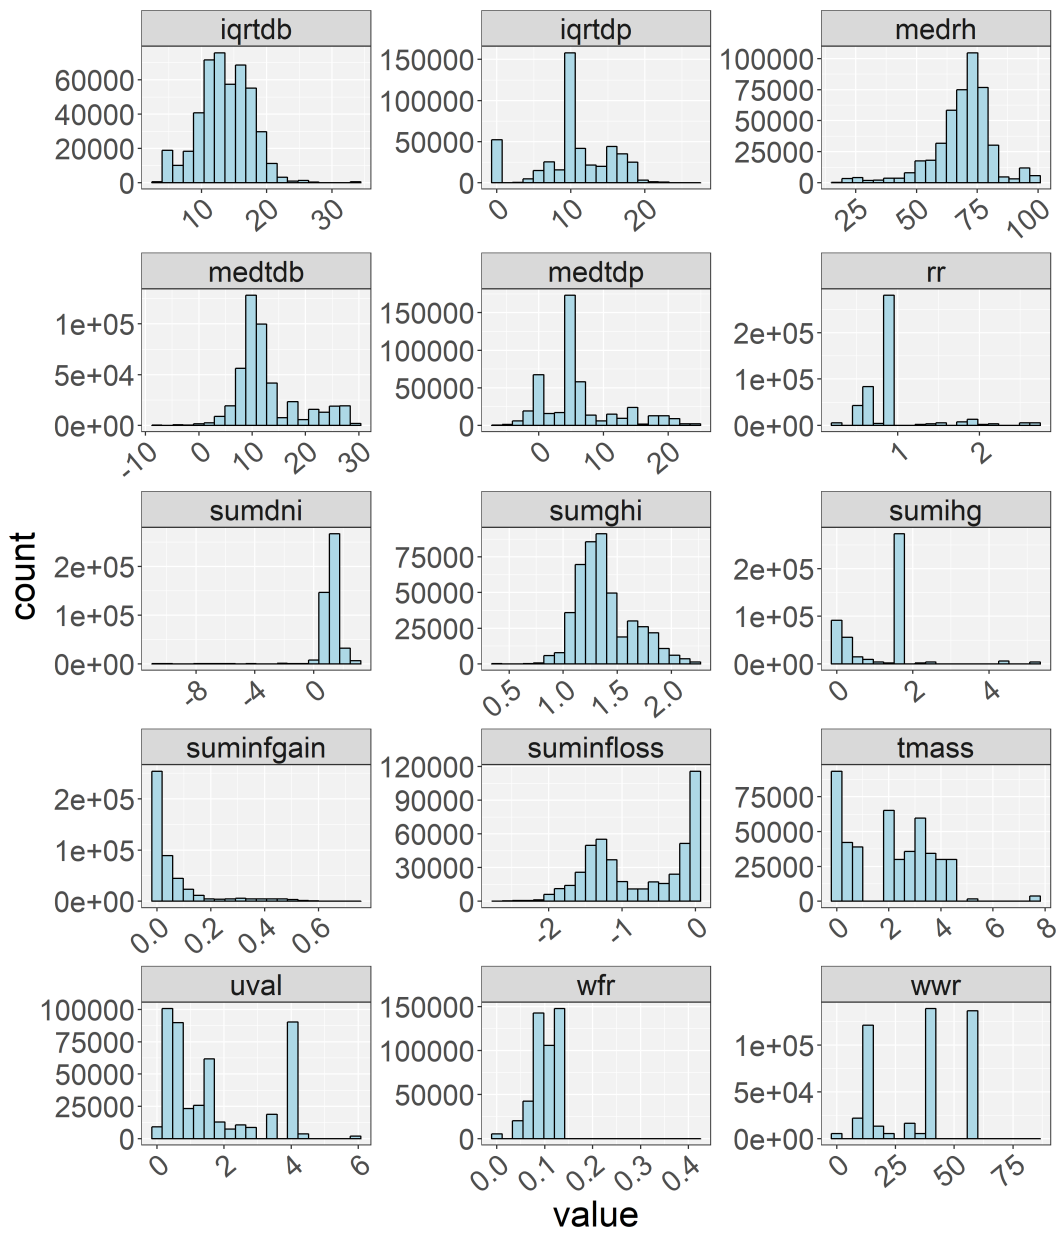 iqrtdb iqrtdp medrh
60000 150000 100000
40000 100000 75000
20000 50000 50000
0 0 25000
0
10 20 30 0 10 20 25 50 75 100
medtdb medtdp rr
1e+05 150000 2e+05
5e+04 100000 1e+05
0e+00 50000 0e+00
0
-10 0 10 20 30 0 10 20 1 2
sumdni sumghi sumihg
2e+05 75000 2e+05
1e+05 50000 1e+05
0e+00 25000 0e+00
0
-8 -4 0 0.5 1.0 1.5 2.0 0 2 4
count
suminfgain suminfloss tmass
2e+05 120000 75000
1e+05 90000 50000
0e+00 60000 25000
30000 0
0
0.0 0.2 0.4 0.6 -2 -1 0 0 2 4 6 8
uval wfr wwr
100000 150000 1e+05
75000 100000 5e+04
50000 50000 0e+00
25000 0
0
0 2 4 6 0.0 0.1 0.2 0.3 0.4 0 25 50 75
value